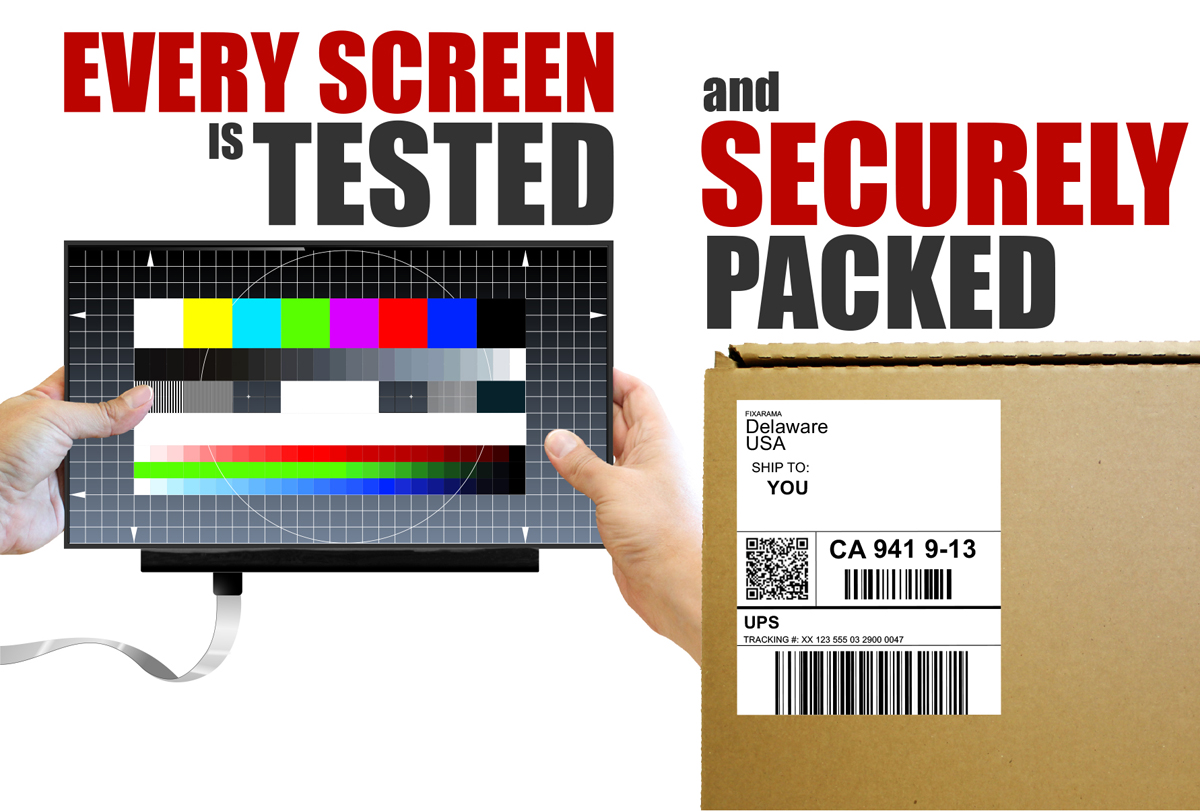 EVERY SCREEN
IS TESTED
and
SECURELY
PACKED
FIXARAMA
Delaware
USA
SHIP TO:
YOU
CA 941 9-13
UPS
TRACKING #: XX 123 555 03 2900 0047